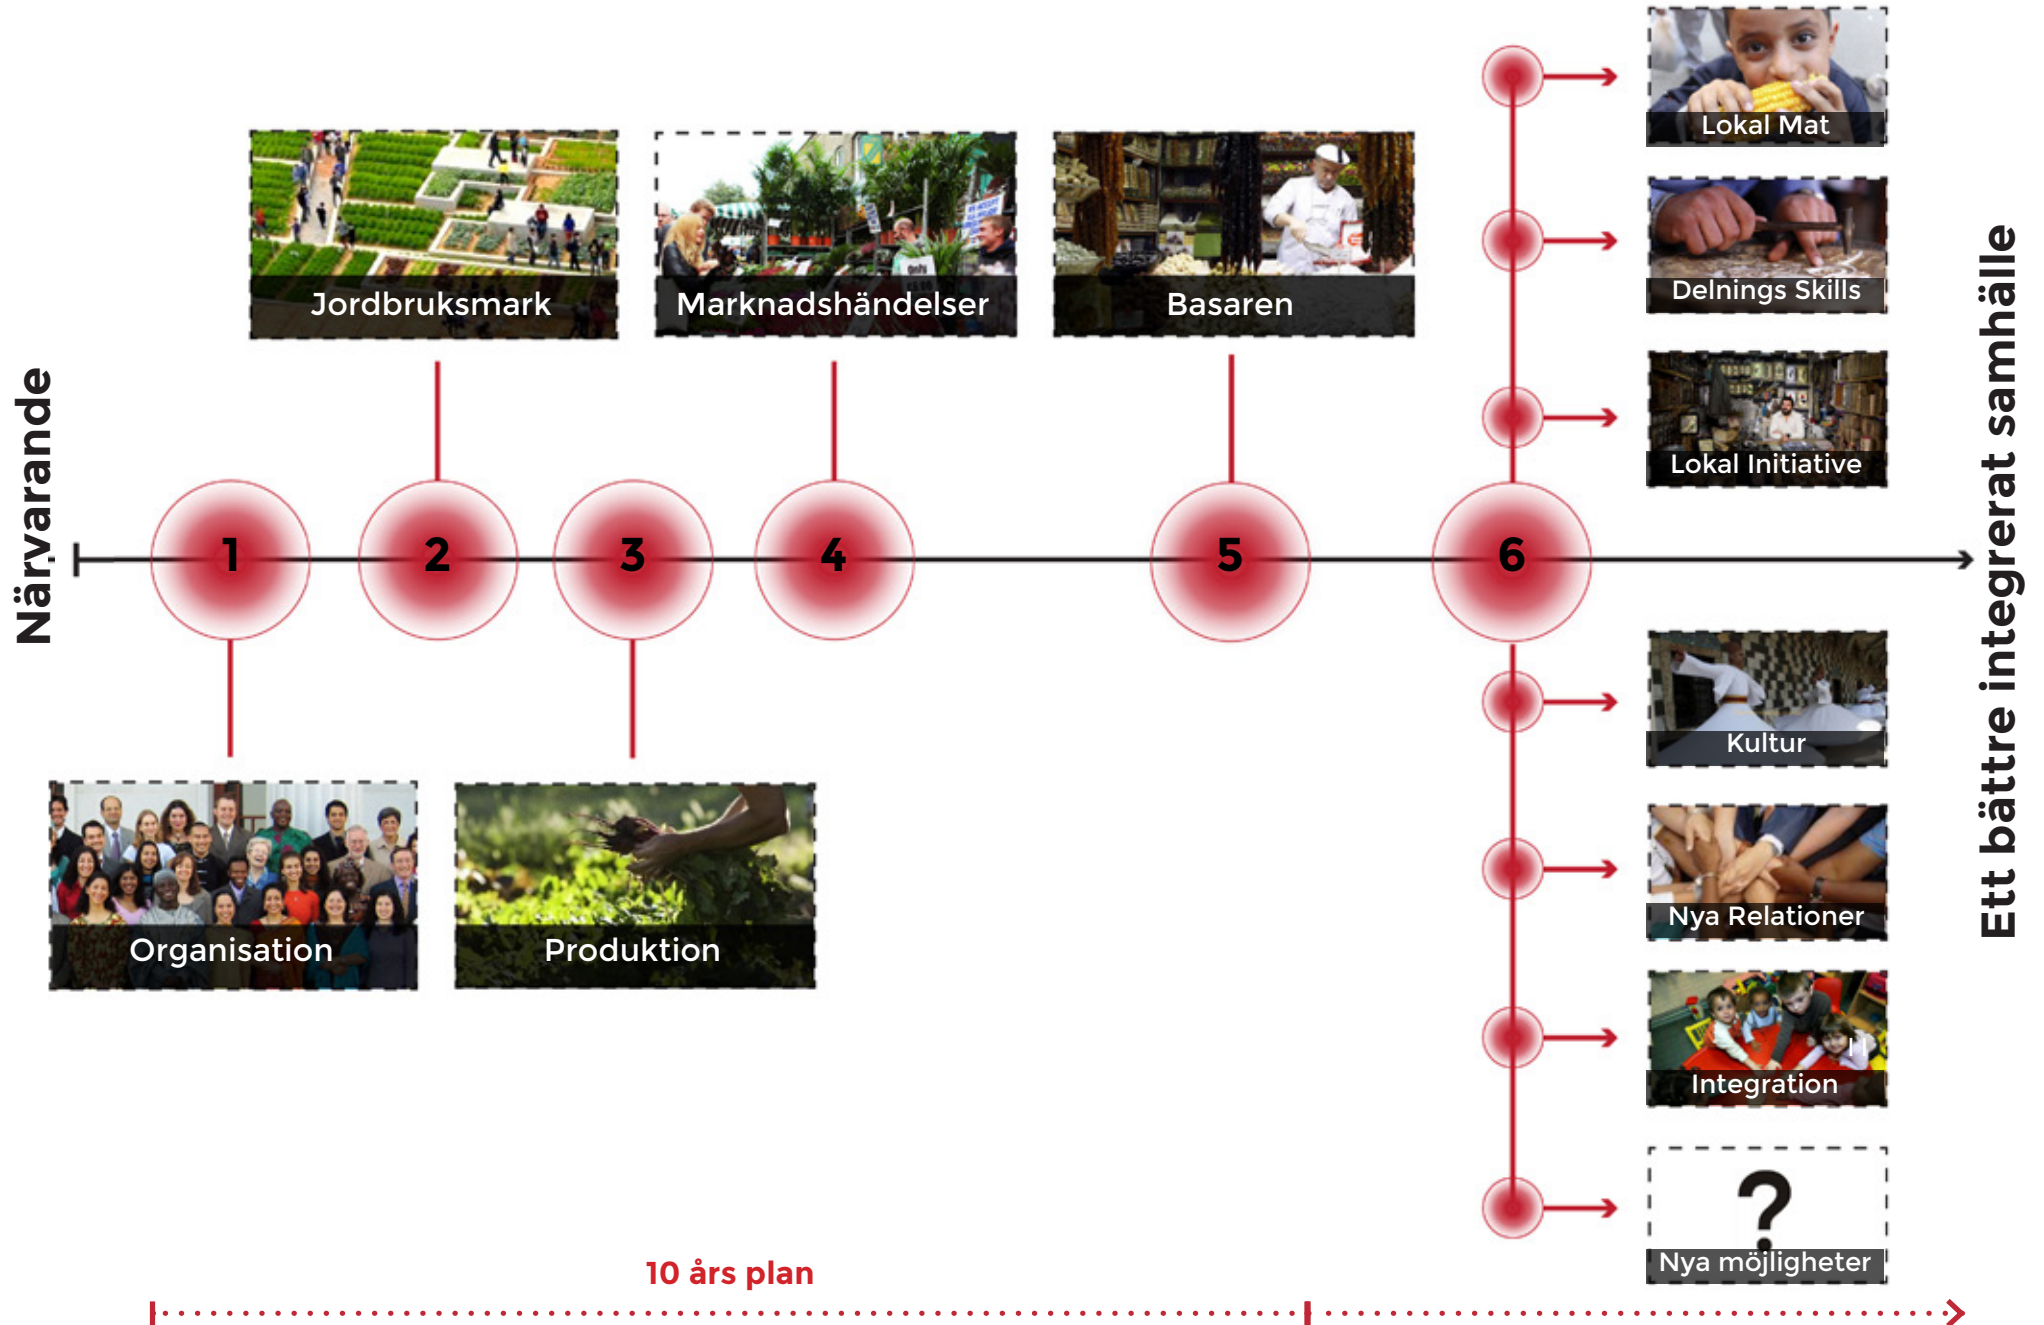 Närvarande
Ett bättre integrerat samhälle
Jordbruksmark
Marknadshändelser
Basaren
1
2
3
4
5
6
Organisation
Produktion
Lokal Mat
Delnings Skills
Lokal Initiative
Kultur
Nya Relationer
Integration
?
Nya möjligheter
10 års plan